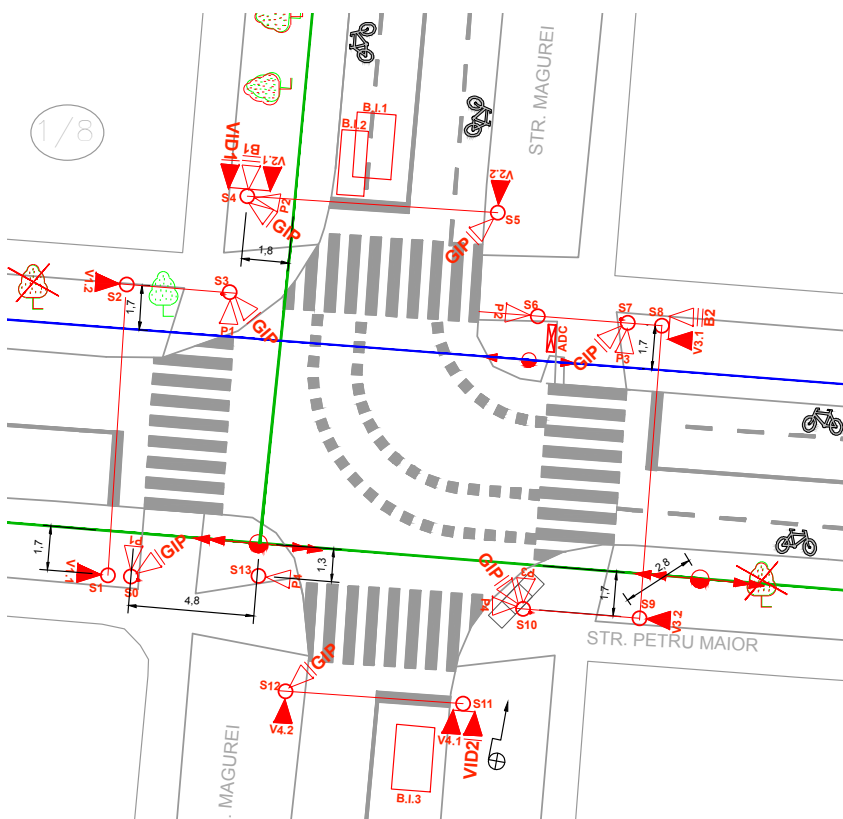 1/8
STR. MAGUREI
B.I.1
B.I.2
VID1
B1
V2.1
S4
P2
GIP
1,8
V2.2
S5
GIP
V1.2
S2
1,7
S3
P1
GIP
P2
S6
ADC
S7
GIP
P3
S8
B2
V3.1
1,7
1,7
S1
P1
S0
GIP
4,8
S13
P4
1,3
GIP
P4
S10
1,7
2,8
S9
V3.2
STR. PETRU MAIOR
GIP
S12
V4.2
S11
V4.1
VID2
B.I.3
. MAGUREI